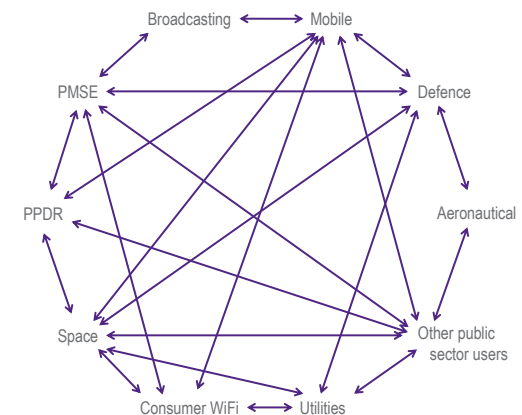 Broadcasting
Mobile
PMSE
Defence
PPDR
Aeronautical
Space
Other public
sector users
Consumer WiFi
Utilities